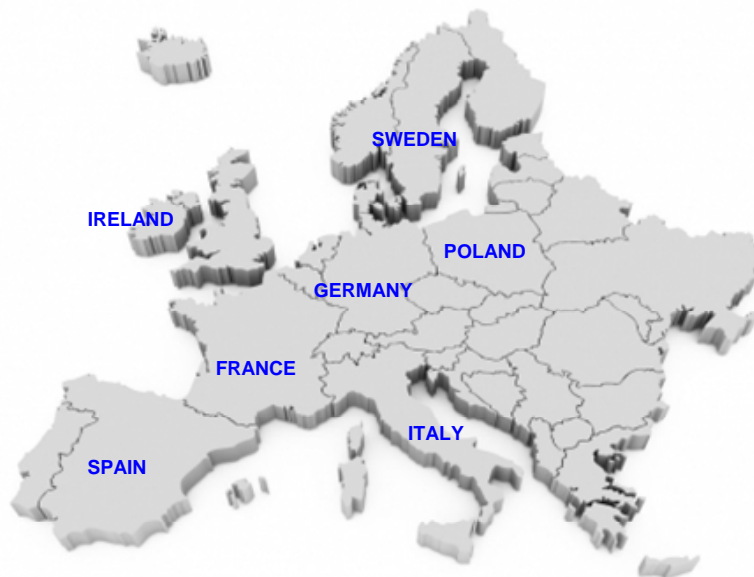 SWEDEN
IRELAND
POLAND
GERMANY
FRANCE
ITALY
SPAIN